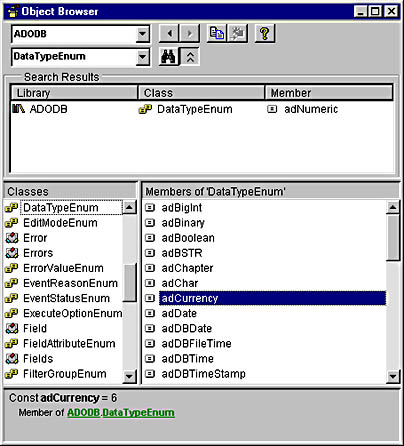 Object Browser
ADODB
DataTypeEnum
Search Results
Library Class Member
ADODB DataTypeEnum adNumeric
Classes
DataTypeEnum
EditModeEnum
Error
Errors
ErrorValueEnum
EventReasonEnum
EventStatusEnum
ExecuteOptionEnum
Field
FieldAttributeEnum
Fields
FilterGroupEnum
Members of 'DataTypeEnum'
adBigInt
adBinary
adBoolean
adBSTR
adChapter
adChar
adCurrency
adDate
adDBDate
adDBFileTime
adDBTime
adDBTimeStamp
Const adCurrency = 6
Member of ADODB.DataTypeEnum